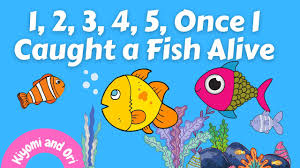 1, 2, 3, 4, 5, Once I
Caught a Fish Alive
Kiyomi and Ori